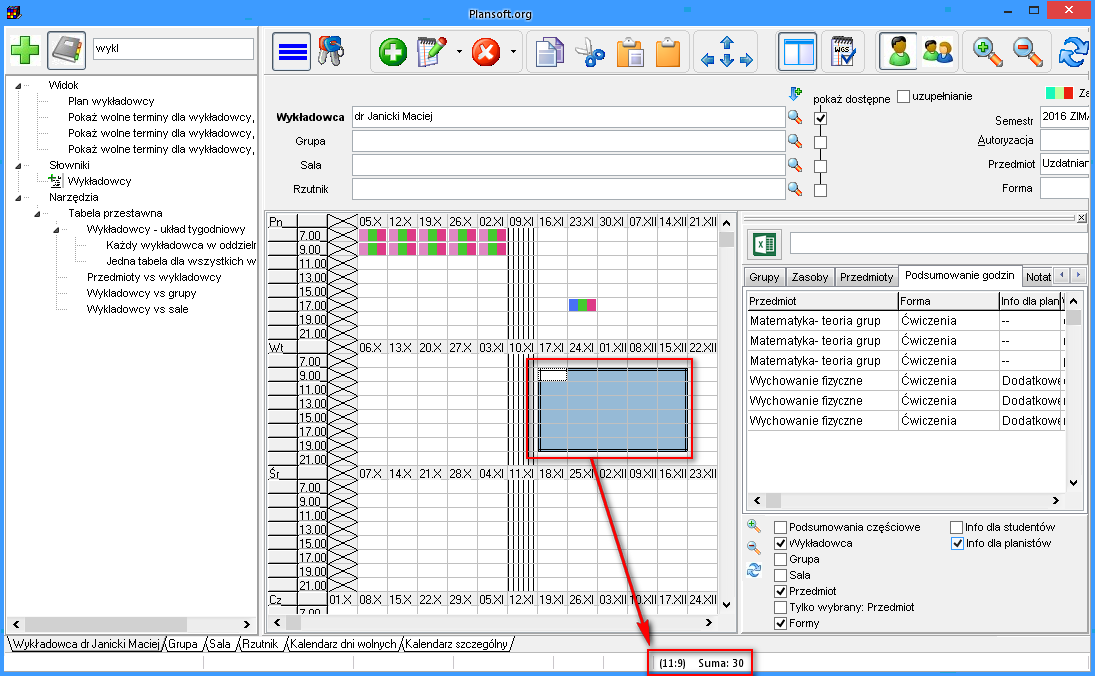 Plansoft.org
wykl
WGS
Widok
Plan wykładowcy
Pokaż wolne terminy dla wykładowcy,
Pokaż wolne terminy dla wykładowcy,
Pokaż wolne terminy dla wykładowcy,
Słowniki
Wykładowcy
Narzędzia
Tabela przestawna
Wykładowcy - układ tygodniowy
Każdy wykładowca w oddzieln
Jedna tabela dla wszystkich w
Przedmioty vs wykładowcy
Wykładowcy vs grupy
Wykładowcy vs sale
pokaż dostępne uzupełnianie Za
Wykładowca dr Janicki Maciej Semestr 2016 ZIMA
Grupa Autoryzacja
Sala Przedmiot Uzdatnian
Rzutnik Forma
Pn 05.X 12.X 19.X 26.X 02.XI 09.XI 16.XI 23.XI 30.XI 07.XII 14.XII 21.XII
7.00
9.00
11.00
13.00
15.00
17.00
19.00
21.00
Wt 06.X 13.X 20.X 27.X 03.XI 10.XI 17.XI 24.XI 01.XII 08.XII 15.XII 22.XII
7.00
9.00
11.00
13.00
15.00
17.00
19.00
21.00
Śr 07.X 14.X 21.X 28.X 04.XI 11.XI 18.XI 25.XI 02.XII 09.XII 16.XII 23.XII
7.00
9.00
11.00
13.00
15.00
17.00
19.00
21.00
Cz 01.X 08.X 15.X 22.X 29.X 05.XI 12.XI 19.XI 26.XI 03.XII 10.XII 17.XII 24.XII
7.00
Grupy Zasoby Przedmioty Podsumowanie godzin Notat
Przedmiot Forma Info dla plan
Matematyka- teoria grup Ćwiczenia --
Matematyka- teoria grup Ćwiczenia --
Matematyka- teoria grup Ćwiczenia --
Wychowanie fizyczne Ćwiczenia Dodatkowe
Wychowanie fizyczne Ćwiczenia Dodatkowe
Wychowanie fizyczne Ćwiczenia Dodatkowe
Podsumowania częściowe Info dla studentów
Wykładowca Info dla planistów
Grupa
Sala
Przedmiot
Tylko wybrany: Przedmiot
Formy
Wykładowca dr Janicki Maciej Grupa Sala Rzutnik Kalendarz dni wolnych Kalendarz szczególny
(11:9) Suma: 30